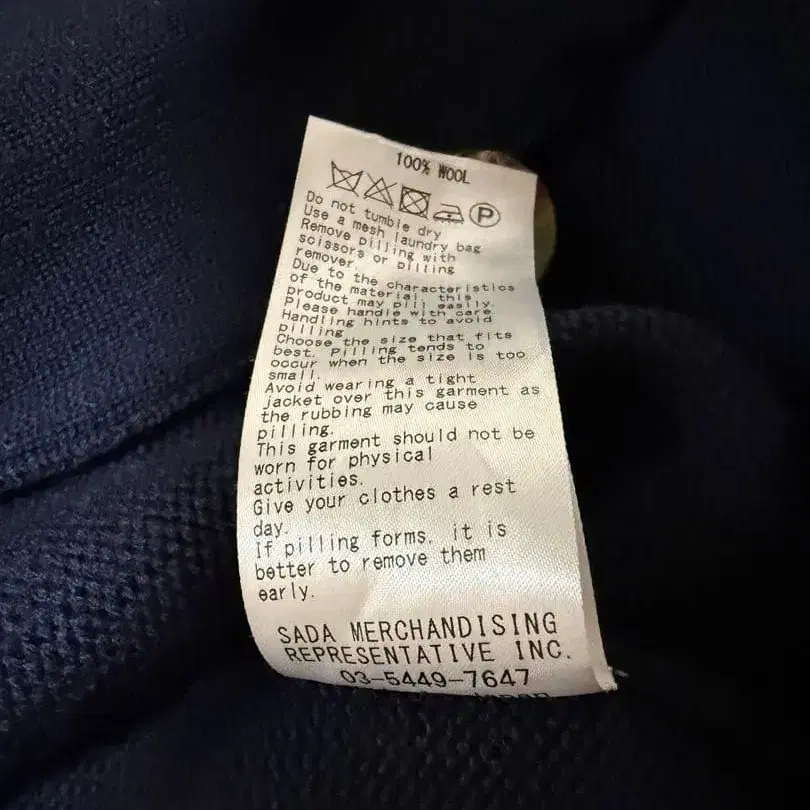 100% WOOL
P
Do not tumble dry
Use a mesh laundry bag
Remove pilling with
scissors or pilling
remover.
Due to the characteristics
of the material, this
product may pill easily.
Please handle with care
Handling hints to avoid
pilling
Choose the size that fits
best. Pilling tends to
occur when the size is too
small.
Avoid wearing a tight
jacket over this garment as
the rubbing may cause
pilling.
This garment should not be
worn for physical
activities.
Give your clothes a rest
day.
If pilling forms, it is
better to remove them
early.
SADA MERCHANDISING
REPRESENTATIVE INC.
03-5449-7647
Japan